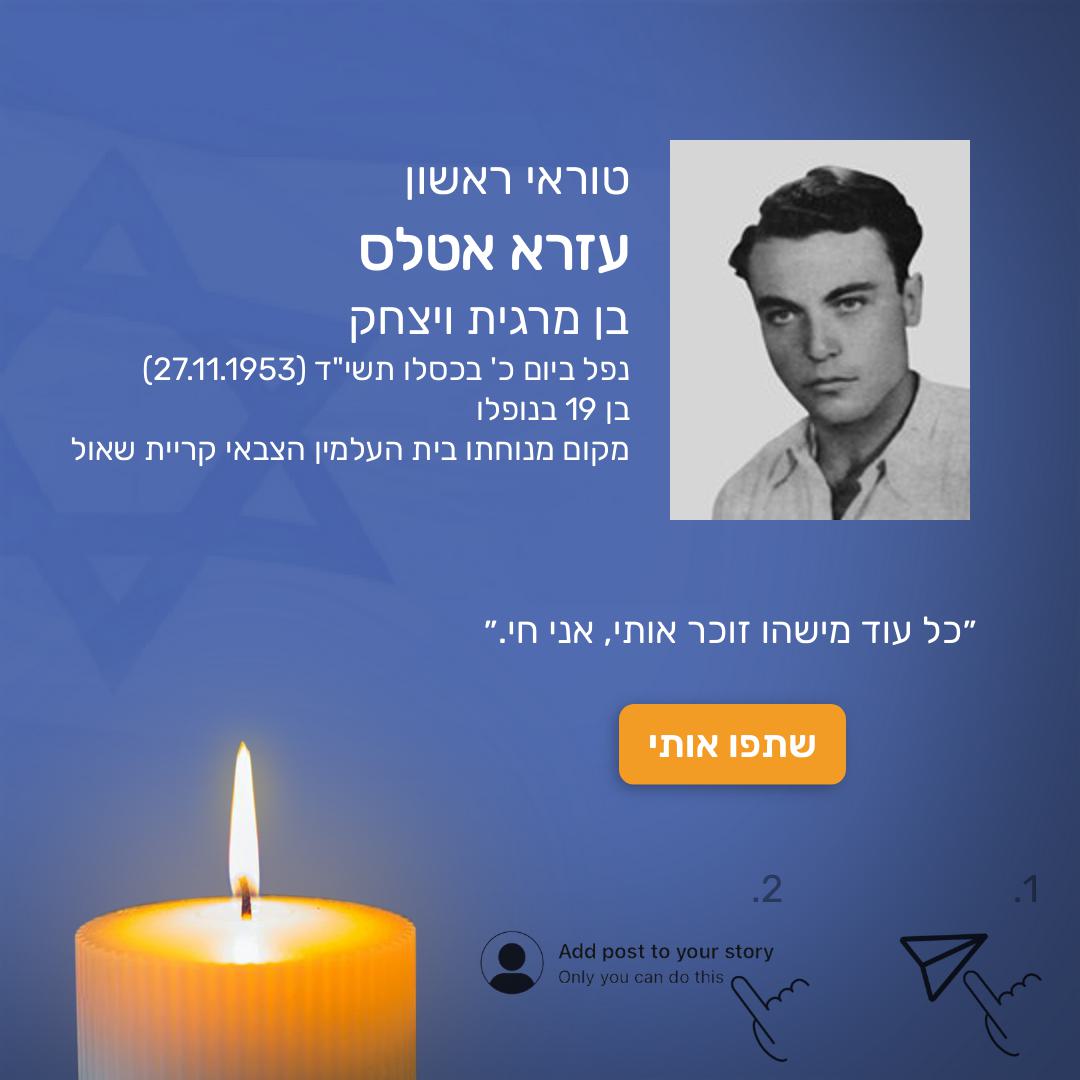 טוראי ראשון
עזרא אטלס
בן מרגית ויצחק
נפל ביום כ' בכסלו תשי"ד (27.11.1953)
בן 19 בנופלו
מקום מנוחתו בית העלמין הצבאי קריית שאול
״כל עוד מישהו זוכר אותי, אני חי.״
שתפו אותי
1.
2.
Add post to your story
Only you can do this